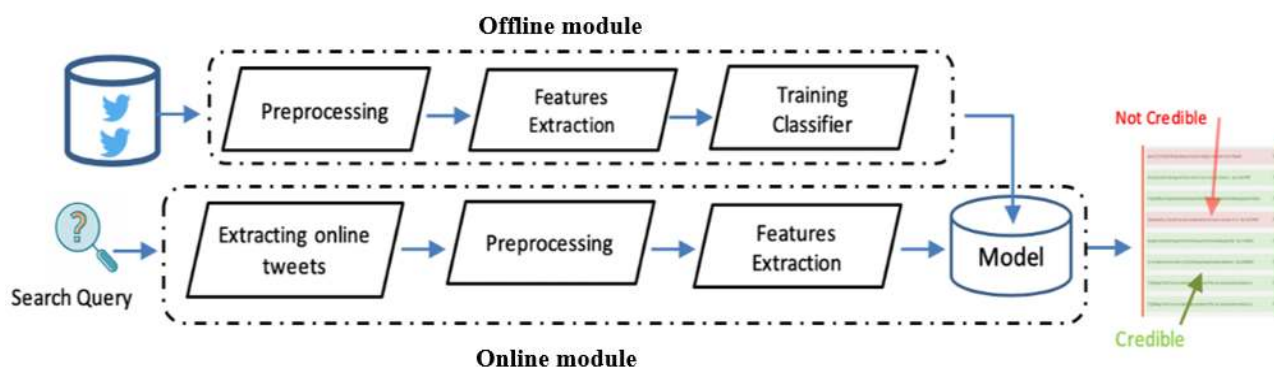 Offline module
Preprocessing
Features
Extraction
Training
Classifier
Not Credible
?
Search Query
Extracting online
tweets
Preprocessing
Features
Extraction
Model
Credible
Online module